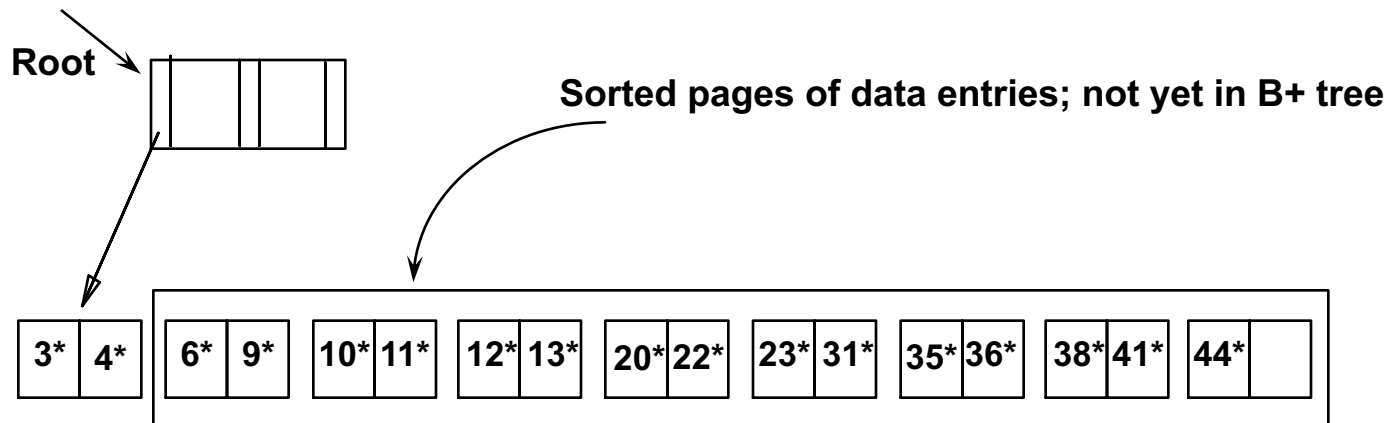 Root
Sorted pages of data entries; not yet in B+ tree
3* 4* 6* 9* 10* 11* 12* 13* 20* 22* 23* 31* 35* 36* 38* 41* 44*